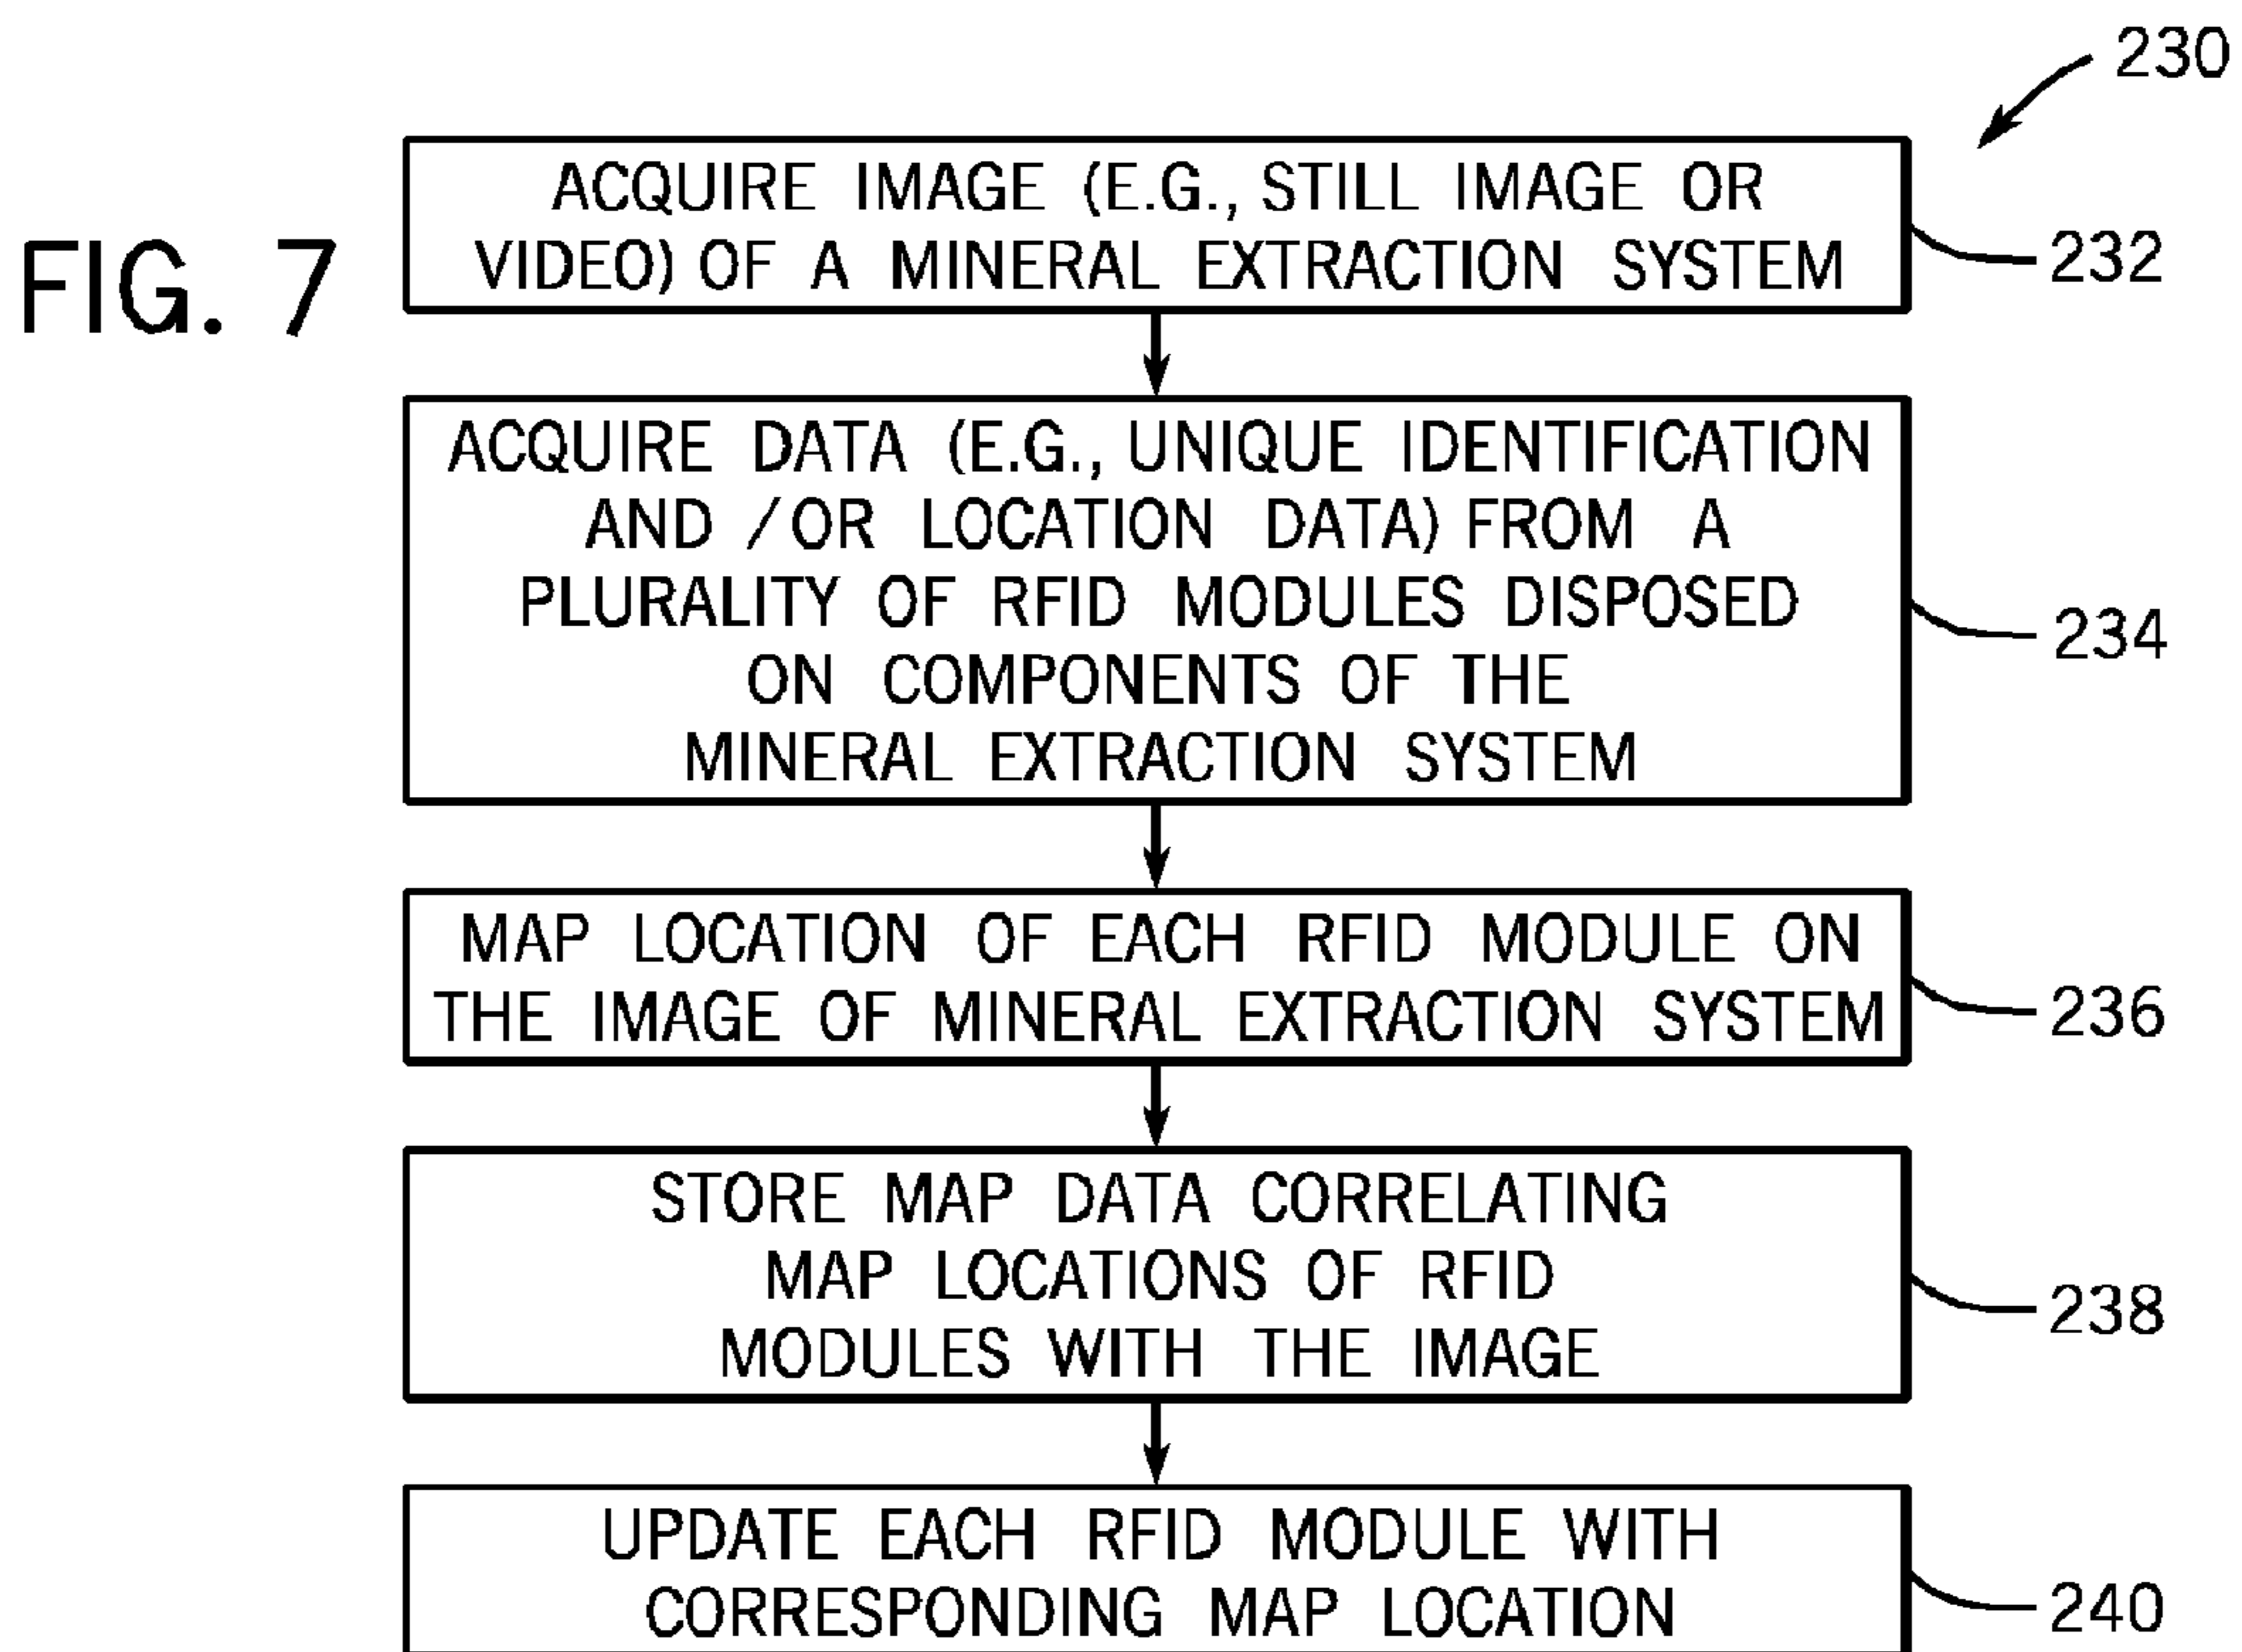 230
FIG. 7
ACQUIRE IMAGE (E.G., STILL IMAGE OR
VIDEO) OF A MINERAL EXTRACTION SYSTEM
232
ACQUIRE DATA (E.G., UNIQUE IDENTIFICATION
AND /OR LOCATION DATA) FROM A
PLURALITY OF RFID MODULES DISPOSED
ON COMPONENTS OF THE
MINERAL EXTRACTION SYSTEM
234
MAP LOCATION OF EACH RFID MODULE ON
THE IMAGE OF MINERAL EXTRACTION SYSTEM
236
STORE MAP DATA CORRELATING
MAP LOCATIONS OF RFID
MODULES WITH THE IMAGE
238
UPDATE EACH RFID MODULE WITH
CORRESPONDING MAP LOCATION
240